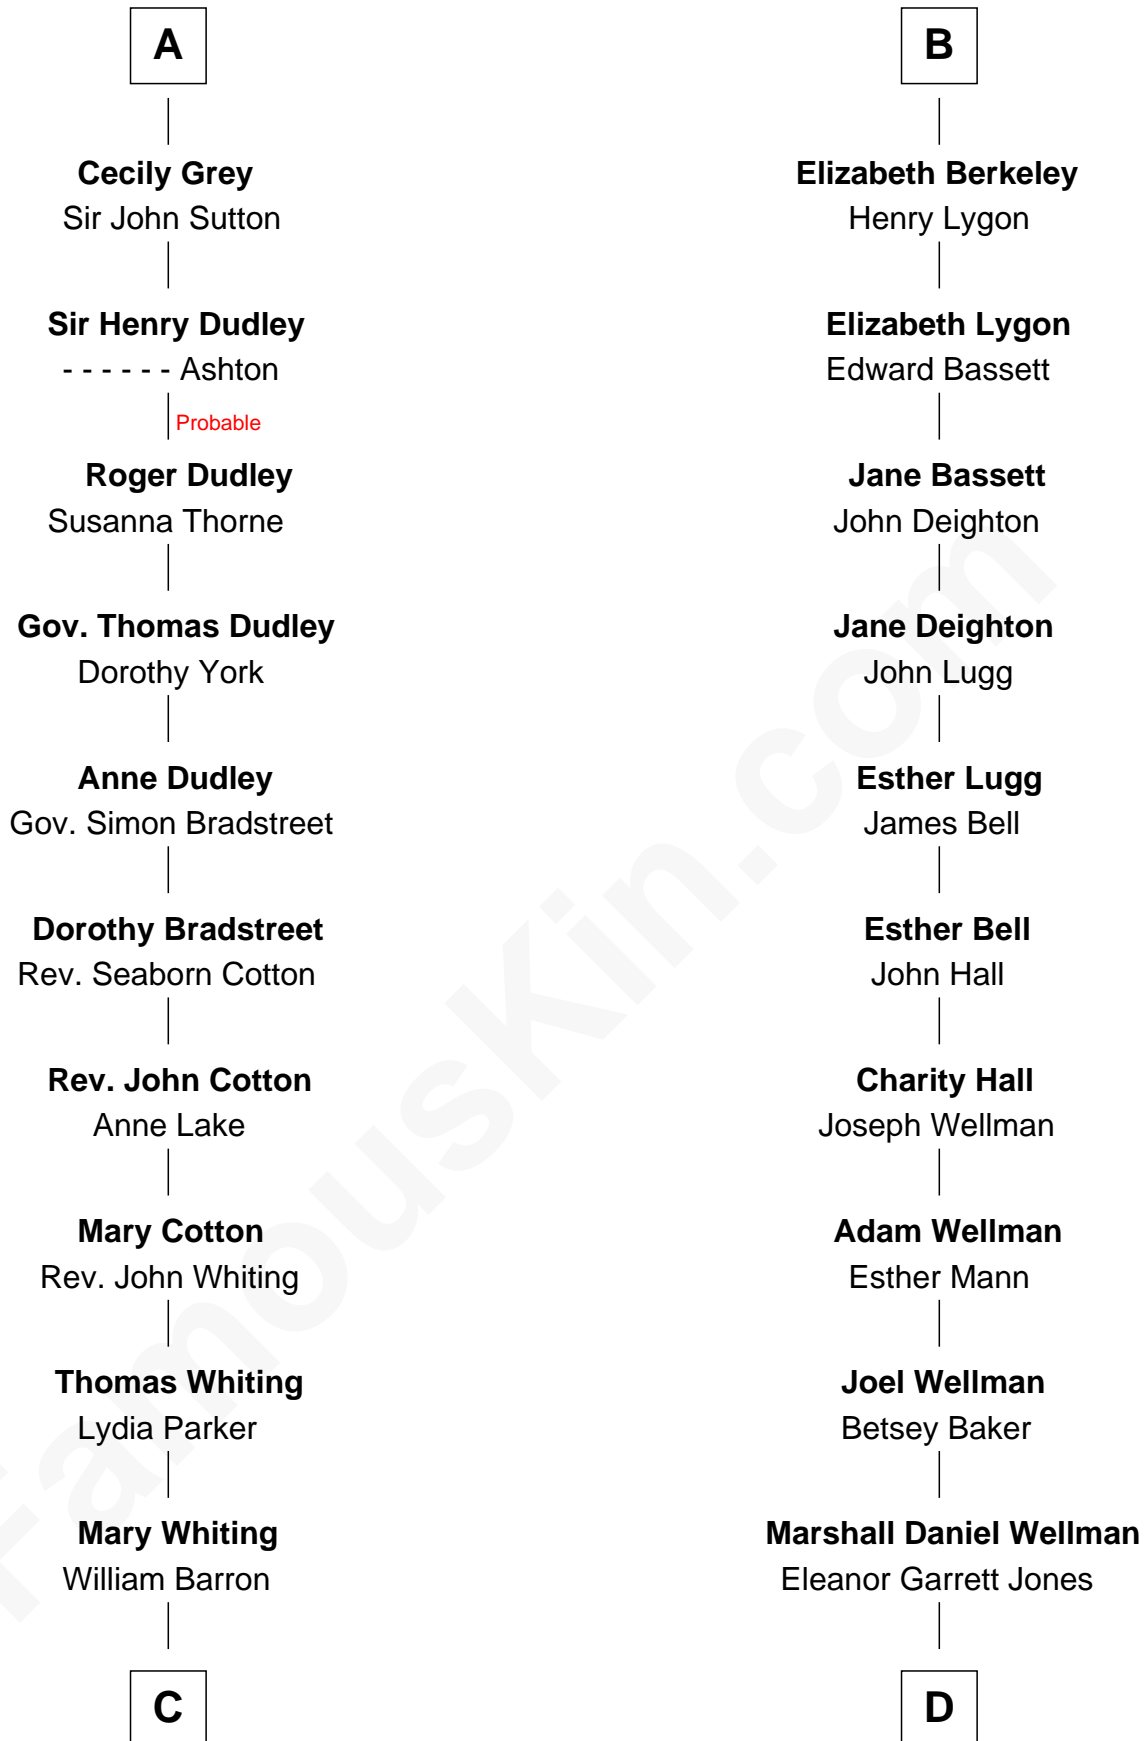 A
Cecily Grey
Sir John Sutton
Sir Henry Dudley
- - - - - - Ashton
Probable
Roger Dudley
Susanna Thorne
Gov. Thomas Dudley
Dorothy York
Anne Dudley
Gov. Simon Bradstreet
Dorothy Bradstreet
Rev. Seaborn Cotton
Rev. John Cotton
Anne Lake
Mary Cotton
Rev. John Whiting
Thomas Whiting
Lydia Parker
Mary Whiting
William Barron
C
B
Elizabeth Berkeley
Henry Lygon
Elizabeth Lygon
Edward Bassett
Jane Bassett
John Deighton
Jane Deighton
John Lugg
Esther Lugg
James Bell
Esther Bell
John Hall
Charity Hall
Joseph Wellman
Adam Wellman
Esther Mann
Joel Wellman
Betsey Baker
Marshall Daniel Wellman
Eleanor Garrett Jones
D
FamousKin.com